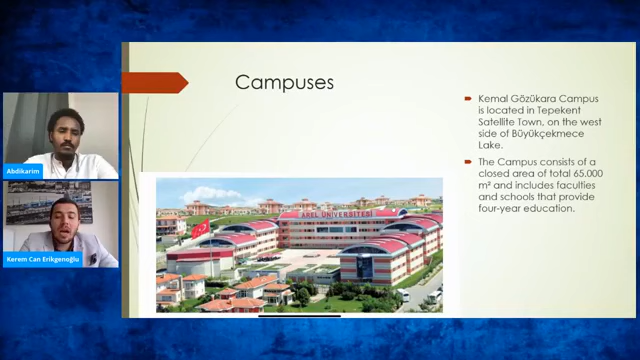 Campuses
Kemal Gözükara Campus
is located in Tepekent
Satellite Town, on the west
side of Büyükçekmece
Lake.
The Campus consists of a
closed area of total 65.000
m² and includes faculties
and schools that provide
four-year education.
AREL ÜNİVERSİTESİ
Abdikarim
Kerem Can Erikgenoğlu